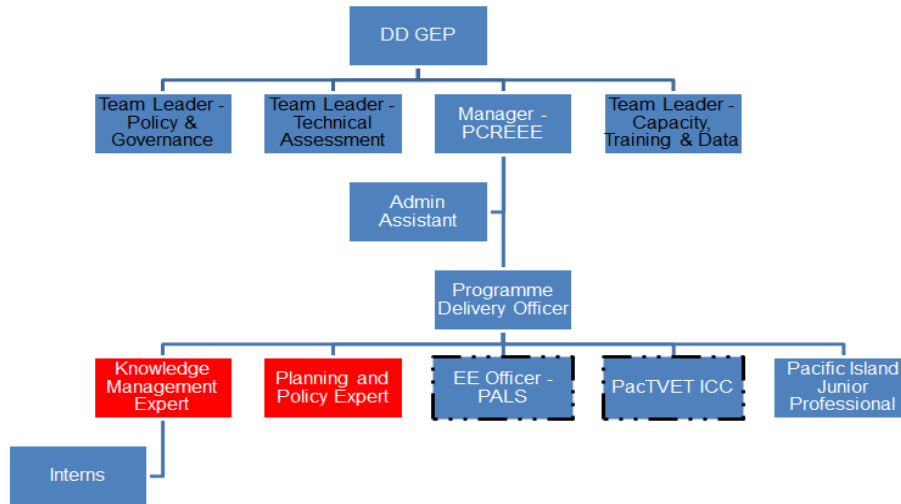 DD GEP
Team Leader -
Policy &
Governance
Team Leader -
Technical
Assessment
Manager -
PCREEE
Team Leader -
Capacity,
Training & Data
Admin
Assistant
Programme
Delivery Officer
Knowledge
Management
Expert
Planning and
Policy Expert
EE Officer -
PALS
PacTVET ICC
Pacific Island
Junior
Professional
Interns